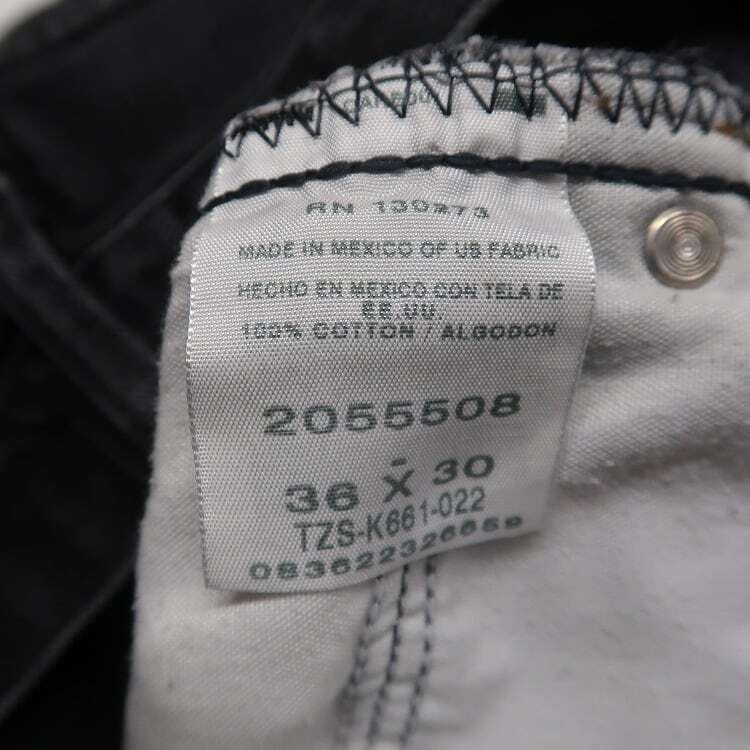 RN 130273
MADE IN MEXICO OF US FABRIC
HECHO EN MEXICO CON TELA DE
EE.UU.
100% COTTON / ALGODON
2055508
36 X 30
TZS-K661-022
083622326659